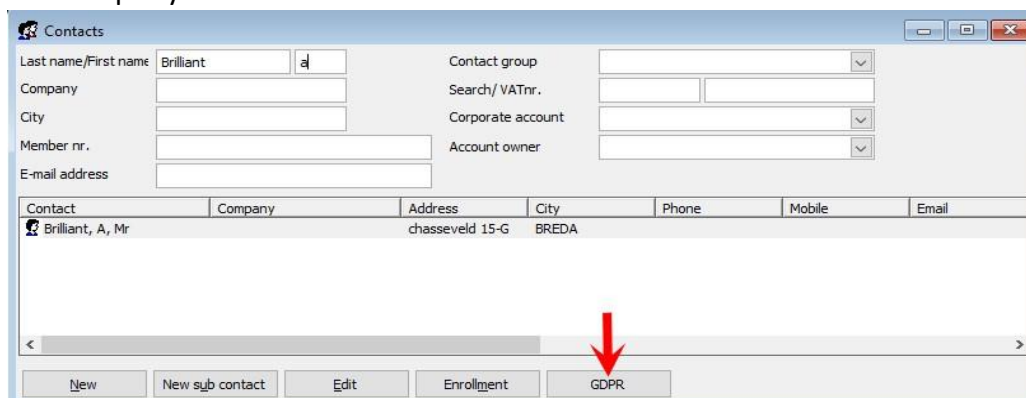 Contacts
Last name/First name Brilliant a Contact group
Company Search/ VATnr.
City Corporate account
Member nr. Account owner
E-mail address
Contact Company Address City Phone Mobile Email
Brilliant, A, Mr chasseveld 15-G BREDA
New New sub contact Edit Enrollment GDPR